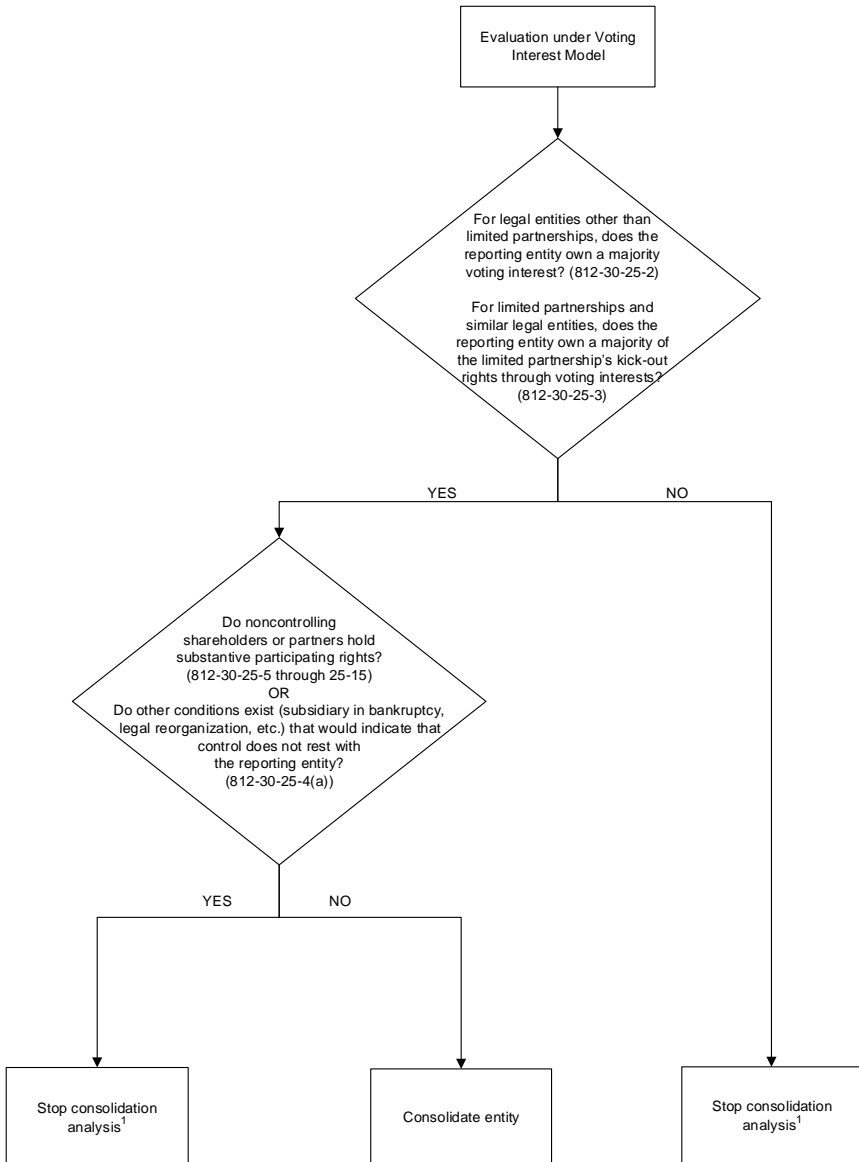 Evaluation under Voting
Interest Model
For legal entities other than
limited partnerships, does the
reporting entity own a majority
voting interest? (812-30-25-2)
For limited partnerships and
similar legal entities, does the
reporting entity own a majority of
the limited partnership's kick-out
rights through voting interests?
(812-30-25-3)
YES
NO
Do noncontrolling
shareholders or partners hold
substantive participating rights?
(812-30-25-5 through 25-15)
OR
Do other conditions exist (subsidiary in bankruptcy,
legal reorganization, etc.) that would indicate that
control does not rest with
the reporting entity?
(812-30-25-4(a))
YES
NO
Stop consolidation
analysis¹
Consolidate entity
Stop consolidation
analysis¹